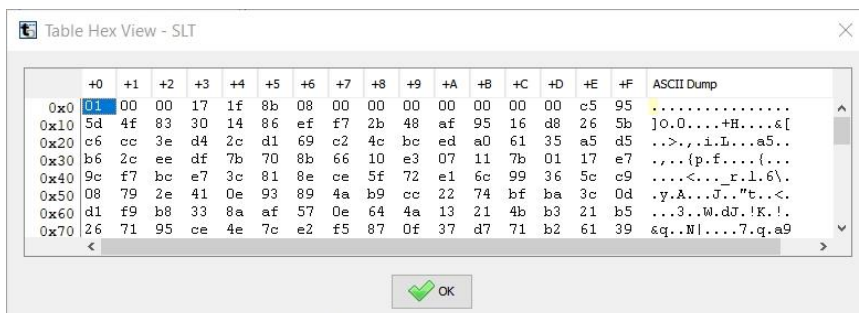 Table Hex View - SLT
+0 +1 +2 +3 +4 +5 +6 +7 +8 +9 +A +B +C +D +E +F ASCII Dump
0x0 01 00 00 17 1f 8b 08 00 00 00 00 00 00 00 c5 95 ................
0x10 5d 4f 83 30 14 86 ef f7 2b 48 af 95 16 d8 26 5b ]O.0....+H....&[
0x20 c6 cc 3e d4 2c d1 69 c2 4c bc ed a0 61 35 a5 d5 ..>.,.i.L...a5..
0x30 b6 2c ee df 7b 70 8b 66 10 e3 07 11 7b 01 17 e7 .,..{p.f....{...
0x40 9c f7 bc e7 3c 81 8e ce 5f 72 e1 6c 99 36 5c c9 ....<..._r.l.6\.
0x50 08 79 2e 41 0e 93 89 4a b9 cc 22 74 bf ba 3c 0d .y.A...J.."t..<.
0x60 d1 f9 b8 33 8a af 57 0e 64 4a 13 21 4b b3 21 b5 ...3..W.dJ.!K.!.
0x70 26 71 95 ce 4e 7c e2 f5 87 0f 37 d7 71 b2 61 39 &q..N|....7.q.a9
OK